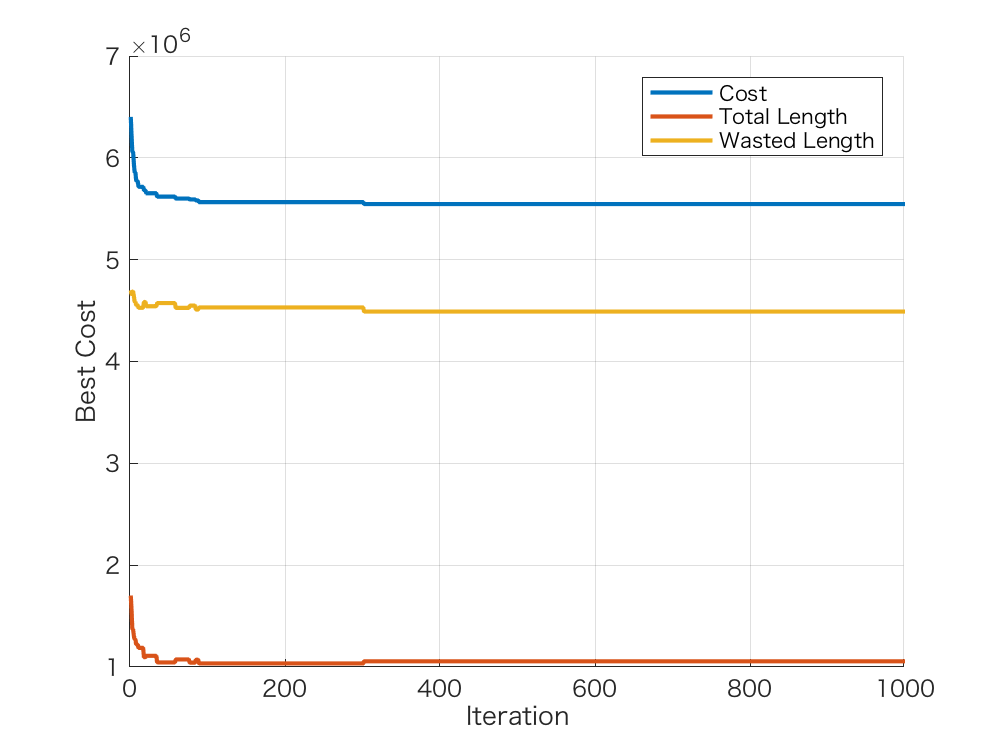 ×10^6
7
6
5
4
3
2
1
Best Cost
Cost
Total Length
Wasted Length
0 200 400 600 800 1000
Iteration